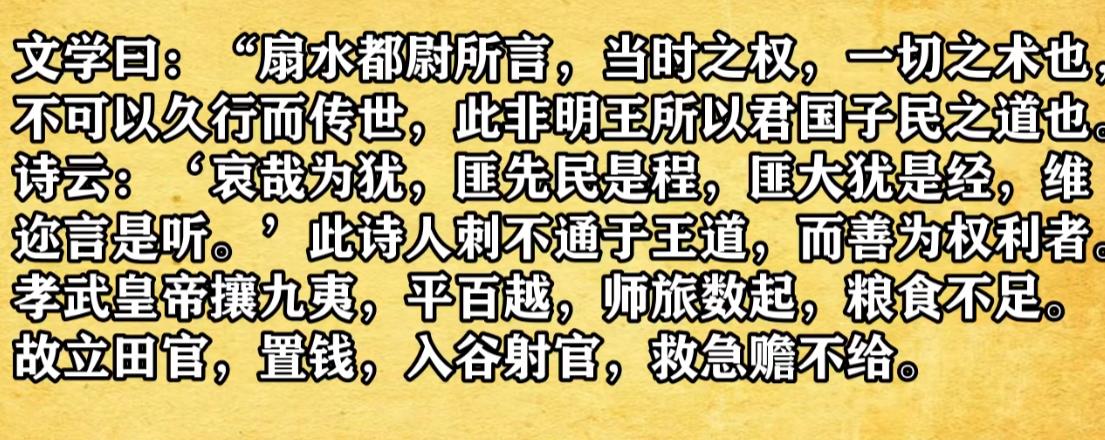 文学曰：“扇水都尉所言，当时之权，一切之术也，
不可以久行而传世，此非明王所以君国子民之道也。
诗云：‘哀哉为犹，匪先民是程，匪大犹是经，维
迩言是听。’此诗人刺不通于王道，而善为权利者。
孝武皇帝攘九夷，平百越，师旅数起，粮食不足。
故立田官，置钱，入谷射官，救急赡不给。